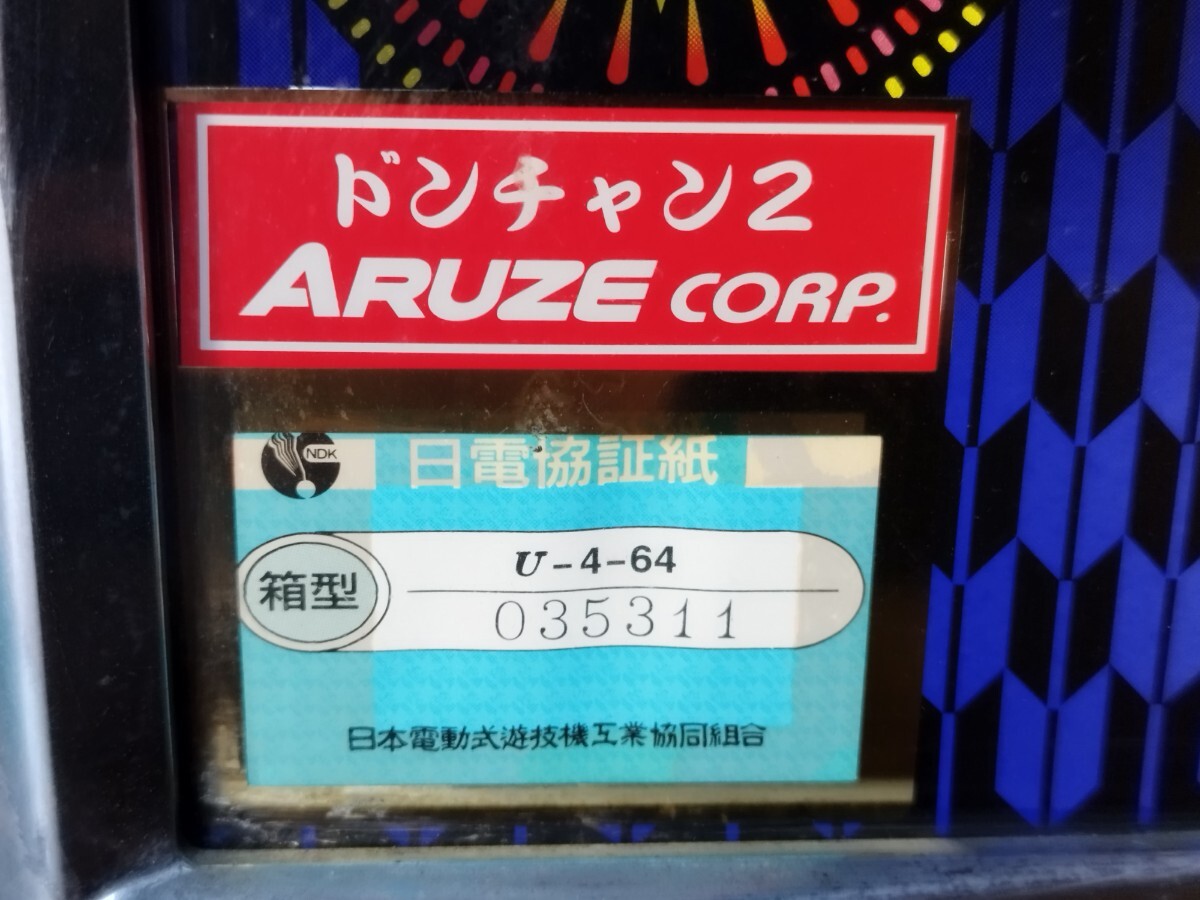 ドンチャン2
ARUZE CORP.
NDK
日電協証紙
箱型
U-4-64
035311
日本電動式遊技機工業協同組合